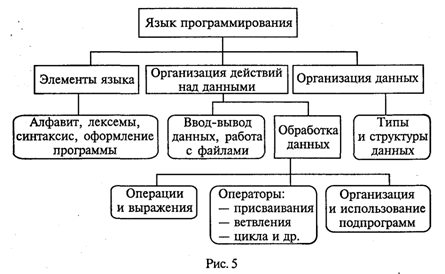 Язык программирования
Элементы языка
Организация действий
над данными
Организация данных
Алфавит, лексемы,
синтаксис, оформление
программы
Ввод-вывод
данных, работа
с файлами
Обработка
данных
Типы
и структуры
данных
Операции
и выражения
Операторы:
— присваивания
— ветвления
— цикла и др.
Организация
и использование
подпрограмм
Рис. 5